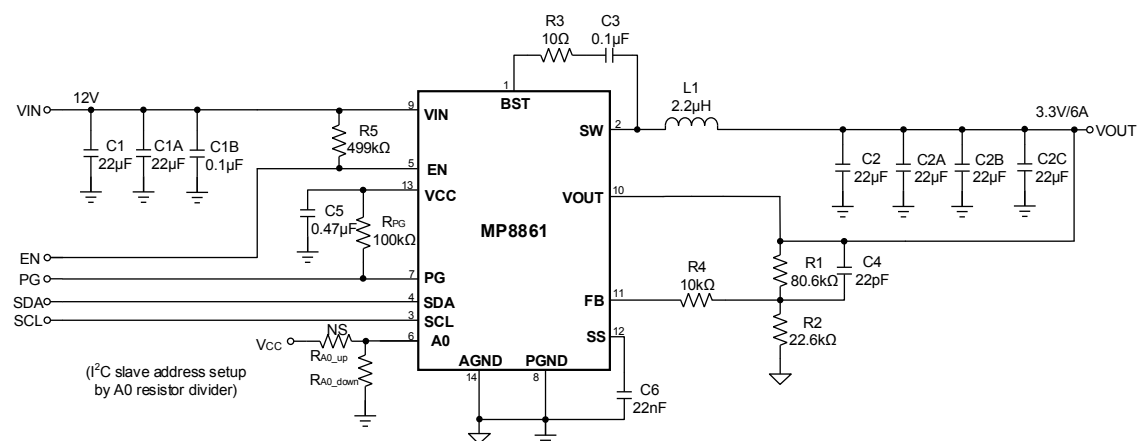 R3
10Ω
C3
0.1µF
1
BST
VIN
12V
9
VIN
C1
22µF
C1A
22µF
C1B
0.1µF
R5
499kΩ
5
EN
13
VCC
C5
0.47µF
RPG
100kΩ
EN
PG
7
PG
SDA
4
SDA
SCL
3
SCL
6
A0
VCC
NS
RA0_up
RA0_down
(I²C slave address setup
by A0 resistor divider)
MP8861
AGND
14
PGND
8
SW
2
L1
2.2µH
3.3V/6A
VOUT
C2
22µF
C2A
22µF
C2B
22µF
C2C
22µF
VOUT
10
R1
80.6kΩ
C4
22pF
R4
10kΩ
FB
11
R2
22.6kΩ
SS
12
C6
22nF